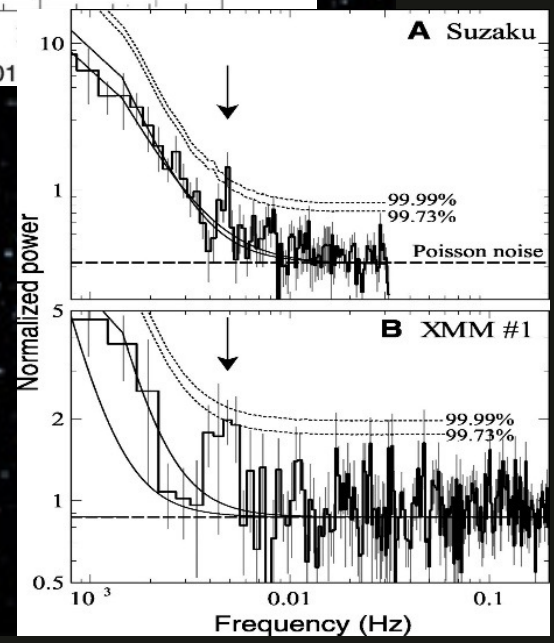 01
A Suzaku
10
1
99.99%
99.73%
Poisson noise
Normalized power
B XMM #1
5
2
1
0.5
99.99%
99.73%
10 3
0.01
0.1
Frequency (Hz)